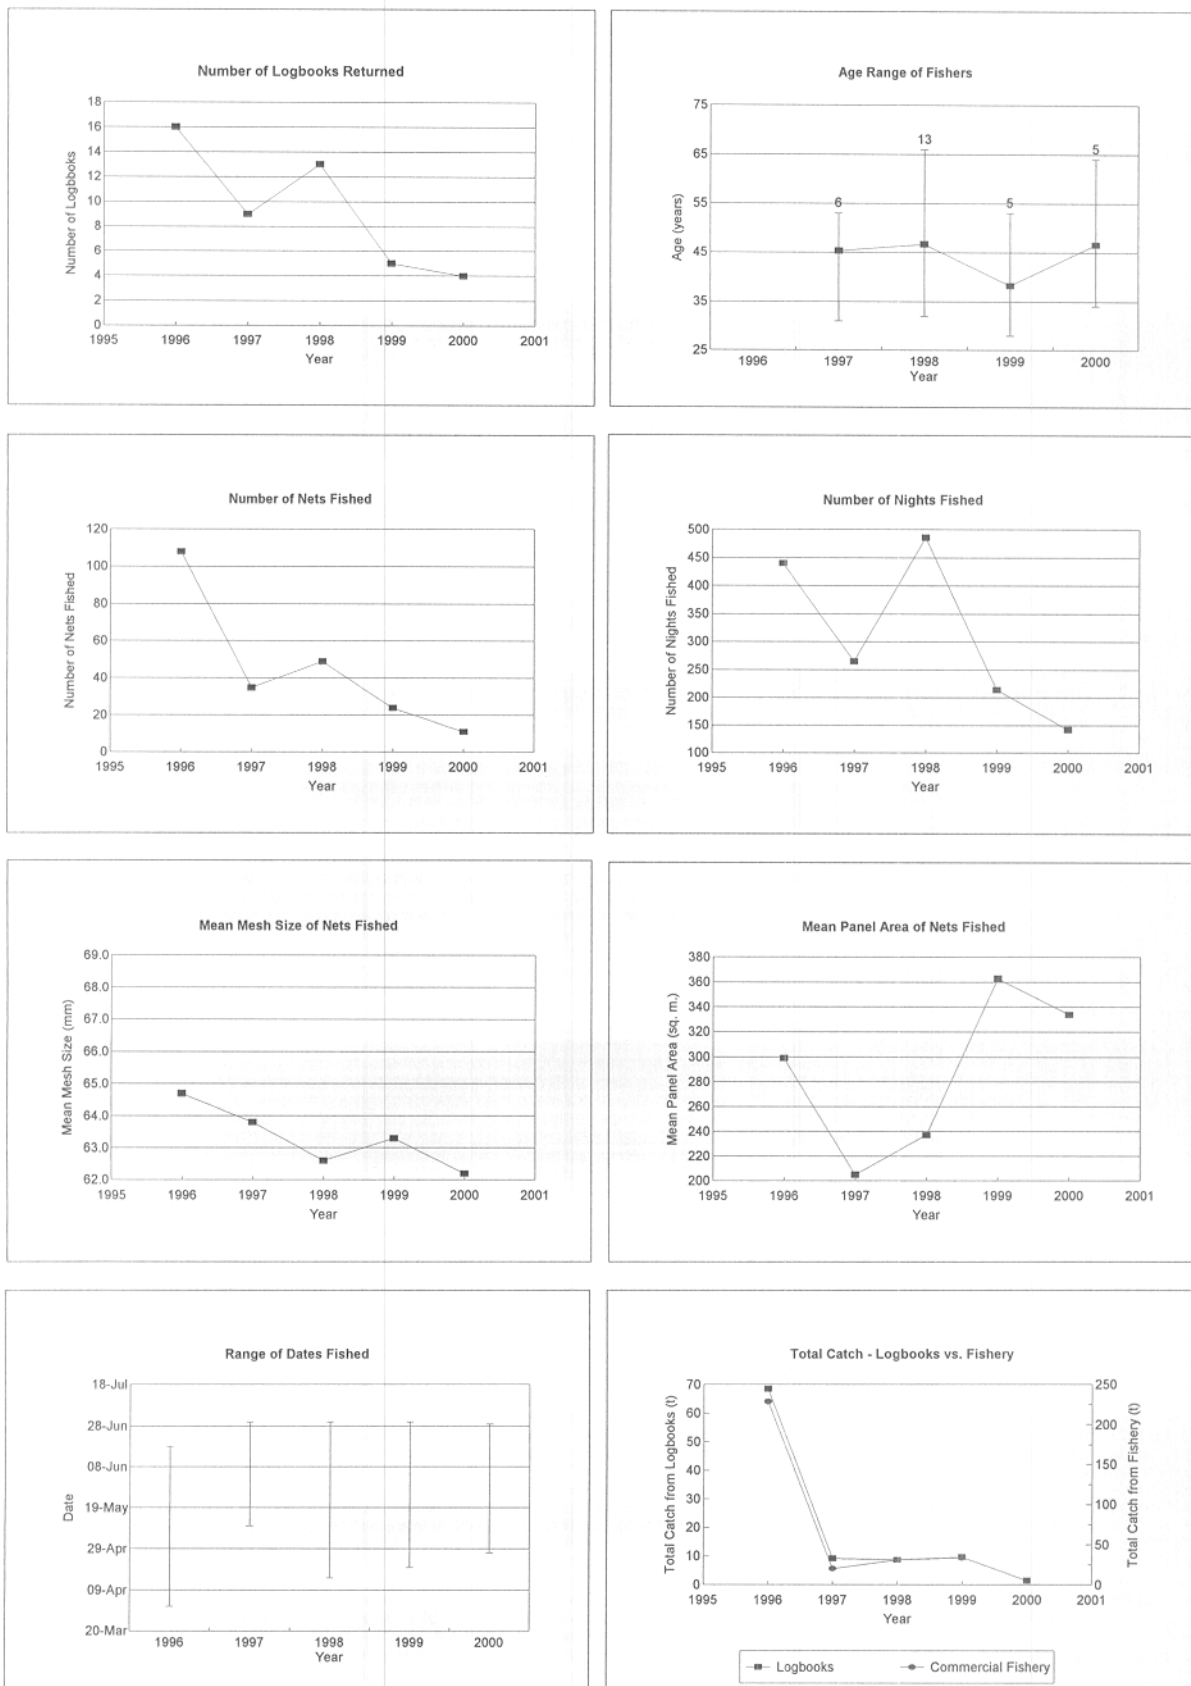 Number of Logbooks Returned
Number of Logbboks
18
16
14
12
10
8
6
4
2
0
1995 1996 1997 1998 1999 2000 2001
Year
Age Range of Fishers
Age (years)
75
65
55
45
35
25
6
13
5
5
1996 1997 1998 1999 2000
Year
Number of Nets Fished
Number of Nets Fished
120
100
80
60
40
20
0
1995 1996 1997 1998 1999 2000 2001
Year
Number of Nights Fished
Number of Nights Fished
500
450
400
350
300
250
200
150
100
1995 1996 1997 1998 1999 2000 2001
Year
Mean Mesh Size of Nets Fished
Mean Mesh Size (mm)
69.0
68.0
67.0
66.0
65.0
64.0
63.0
62.0
1995 1996 1997 1998 1999 2000 2001
Year
Mean Panel Area of Nets Fished
Mean Panel Area (sq. m.)
380
360
340
320
300
280
260
240
220
200
1995 1996 1997 1998 1999 2000 2001
Year
Range of Dates Fished
Date
18-Jul
28-Jun
08-Jun
19-May
29-Apr
09-Apr
20-Mar
1996 1997 1998 1999 2000
Year
Total Catch - Logbooks vs. Fishery
Total Catch from Logbooks (t)
70
60
50
40
30
20
10
0
250
200
150
100
50
0
Total Catch from Fishery (t)
1995 1996 1997 1998 1999 2000 2001
Year
Logbooks Commercial Fishery